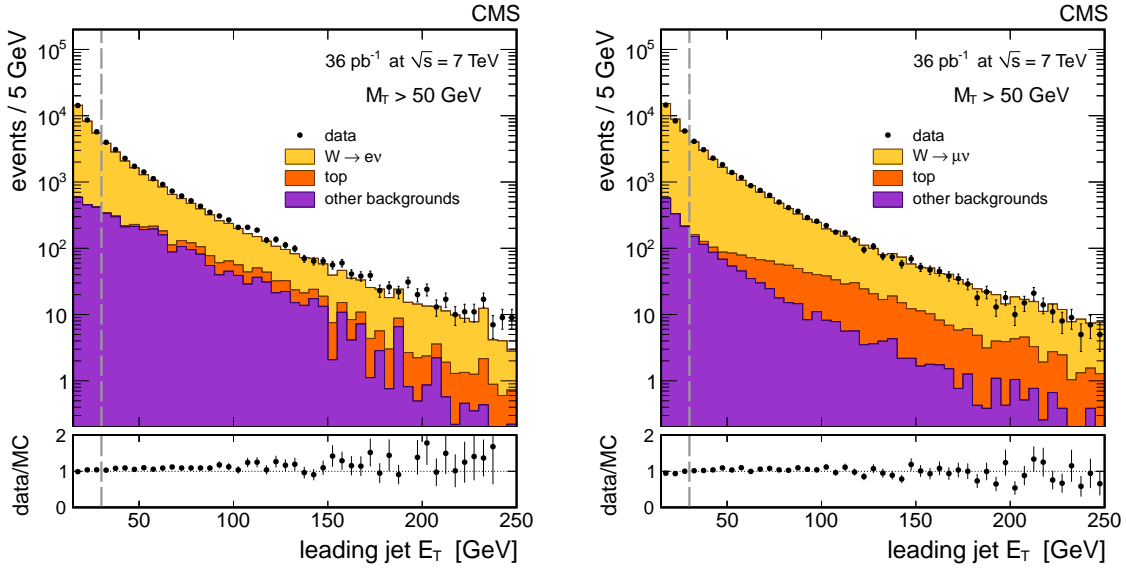 CMS
events / 5 GeV
10⁵
10⁴
10³
10²
10
1
36 pb⁻¹ at √s = 7 TeV
M_T > 50 GeV
data
W → eν
top
other backgrounds
data/MC
2
1
0
50 100 150 200 250
leading jet E_T [GeV]
CMS
events / 5 GeV
10⁵
10⁴
10³
10²
10
1
36 pb⁻¹ at √s = 7 TeV
M_T > 50 GeV
data
W → μν
top
other backgrounds
data/MC
2
1
0
50 100 150 200 250
leading jet E_T [GeV]